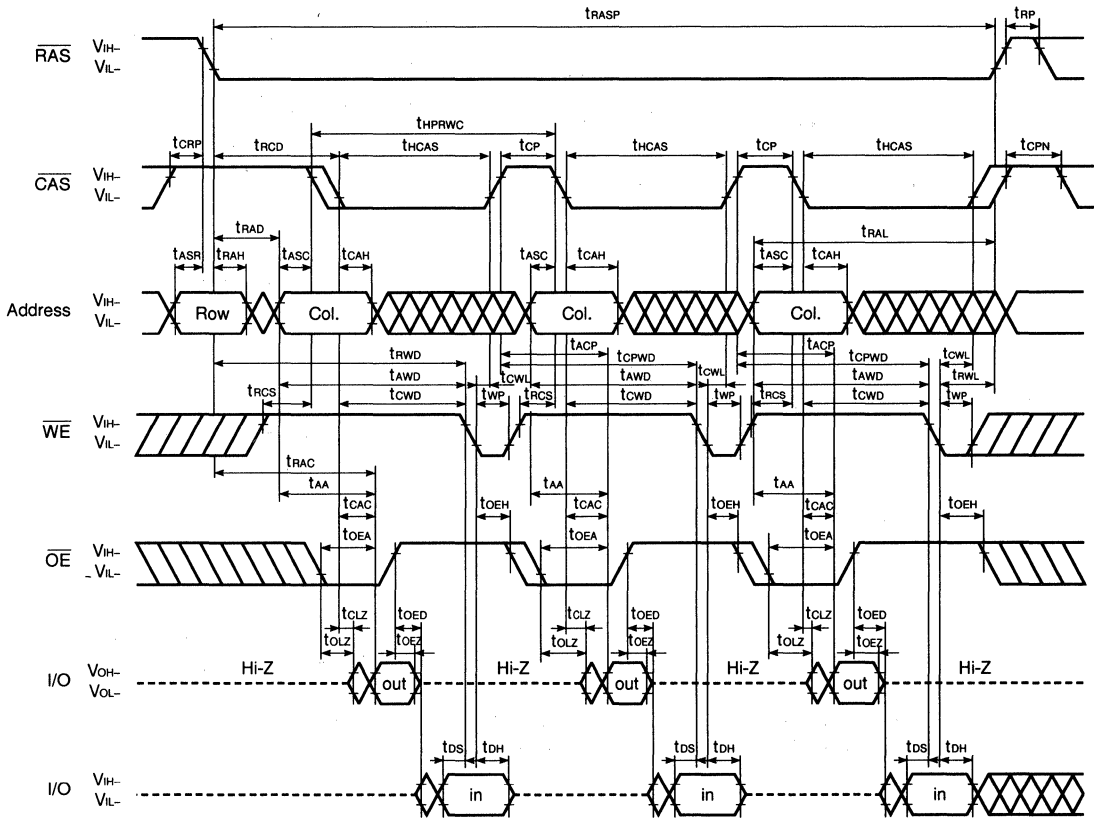 tRASP tRP
RAS VIH– VIL–
tHPRWC
tCRP tRCD tHCAS tCP tHCAS tCP tHCAS tCPN
CAS VIH– VIL–
tRAD tRAL
tASR tRAH tASC tCAH tASC tCAH tASC tCAH
Address VIH– VIL– Row Col. Col. Col.
tACP tACP
tRWD tCPWD tCPWD tCWL
tAWD tCWL tAWD tCWL tAWD tRWL
tRCS tCWD tWP tRCS tCWD tWP tRCS tCWD tWP
WE VIH– VIL–
tRAC
tAA tAA tAA
tCAC tOEH tCAC tOEH tCAC tOEH
tOEA tOEA tOEA
OE VIH– VIL–
tCLZ tOED tCLZ tOED tCLZ tOED
tOLZ tOEZ tOLZ tOEZ tOLZ tOEZ
I/O VOH– VOL– Hi-Z out Hi-Z out Hi-Z out Hi-Z
tDS tDH tDS tDH tDS tDH
I/O VIH– VIL– in in in